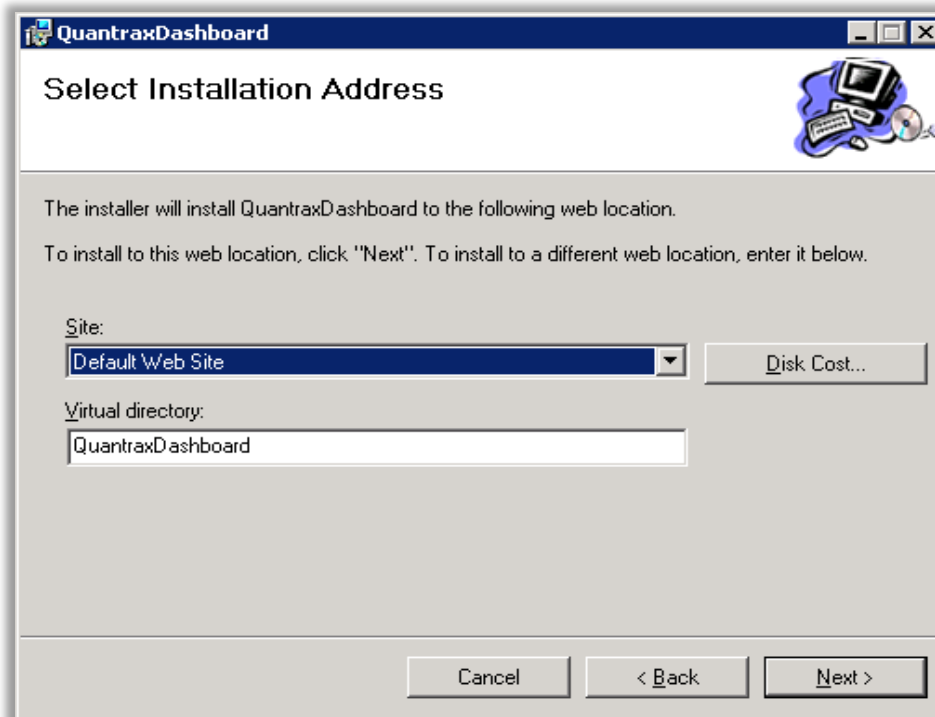 QuantraxDashboard
Select Installation Address
The installer will install QuantraxDashboard to the following web location.
To install to this web location, click "Next". To install to a different web location, enter it below.
Site:
Default Web Site
Disk Cost...
Virtual directory:
QuantraxDashboard
Cancel
< Back
Next >